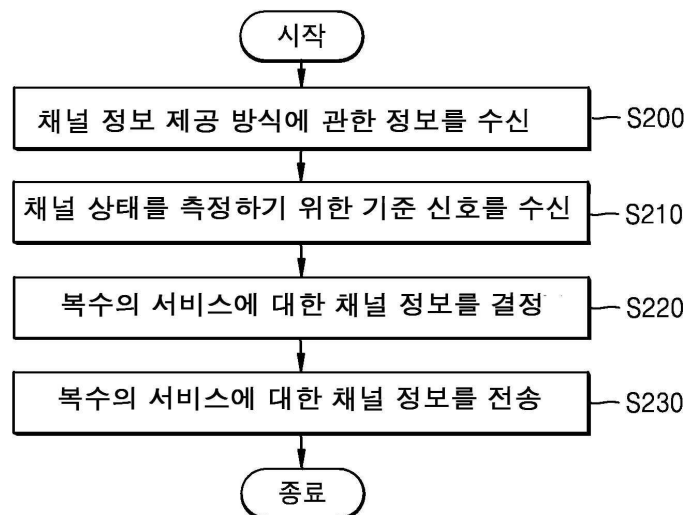 시작
채널 정보 제공 방식에 관한 정보를 수신
S200
채널 상태를 측정하기 위한 기준 신호를 수신
S210
복수의 서비스에 대한 채널 정보를 결정
S220
복수의 서비스에 대한 채널 정보를 전송
S230
종료